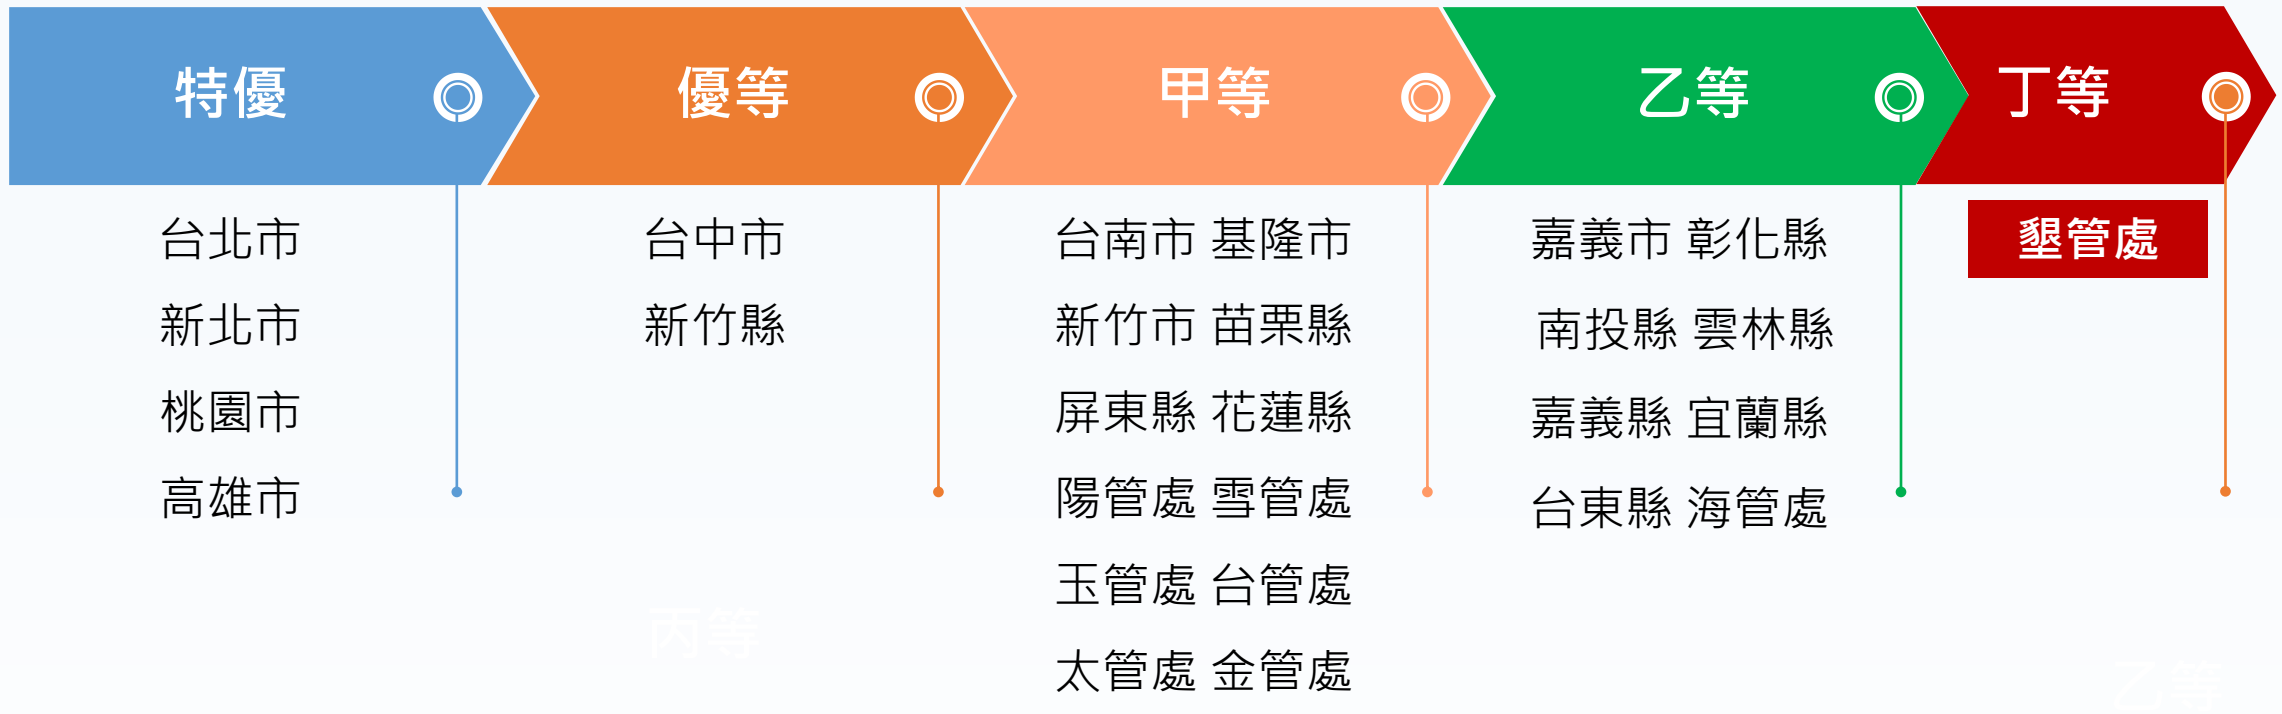 特優
台北市
新北市
桃園市
高雄市
優等
台中市
新竹縣
甲等
台南市 基隆市
新竹市 苗栗縣
屏東縣 花蓮縣
陽管處 雪管處
玉管處 台管處
太管處 金管處
乙等
嘉義市 彰化縣
南投縣 雲林縣
嘉義縣 宜蘭縣
台東縣 海管處
丁等
墾管處
丙等
乙等